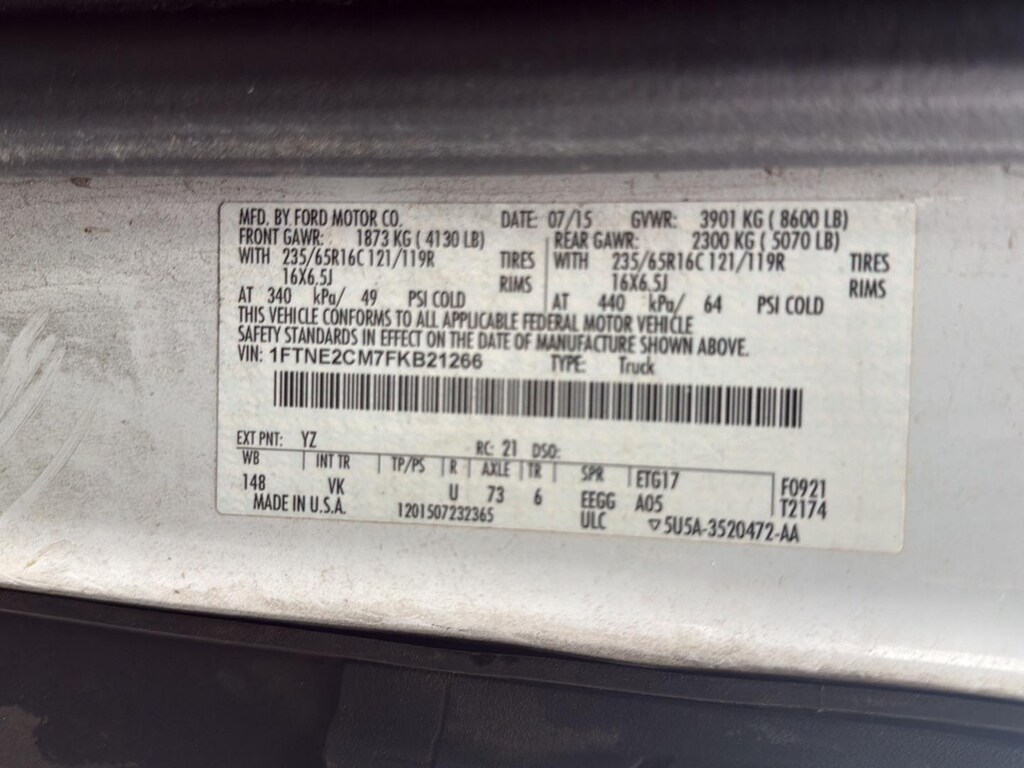 MFD. BY FORD MOTOR CO. DATE: 07/15 GVWR: 3901 KG ( 8600 LB)
FRONT GAWR: 1873 KG ( 4130 LB) REAR GAWR: 2300 KG ( 5070 LB)
WITH 235/65R16C 121/119R TIRES WITH 235/65R16C 121/119R TIRES
16X6.5J RIMS 16X6.5J RIMS
AT 340 kPa/ 49 PSI COLD AT 440 kPa/ 64 PSI COLD
THIS VEHICLE CONFORMS TO ALL APPLICABLE FEDERAL MOTOR VEHICLE
SAFETY STANDARDS IN EFFECT ON THE DATE OF MANUFACTURE SHOWN ABOVE.
VIN: 1FTNE2CM7FKB21266 TYPE: Truck
EXT PNT: YZ RC: 21 DSO:
WB INT TR TP/PS R AXLE TR SPR ETG17 F0921
148 VK U 73 6 EEGG A05 T2174
MADE IN U.S.A. 1201507232365 ULC ▽5U5A-3520472-AA